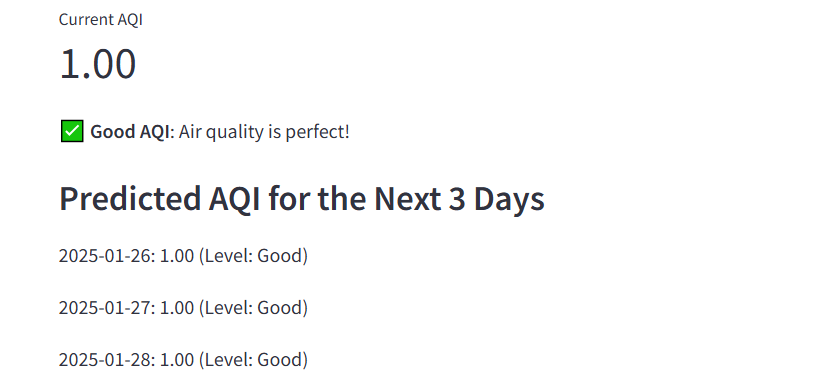 Current AQI
1.00
✅ Good AQI: Air quality is perfect!
Predicted AQI for the Next 3 Days
2025-01-26: 1.00 (Level: Good)
2025-01-27: 1.00 (Level: Good)
2025-01-28: 1.00 (Level: Good)